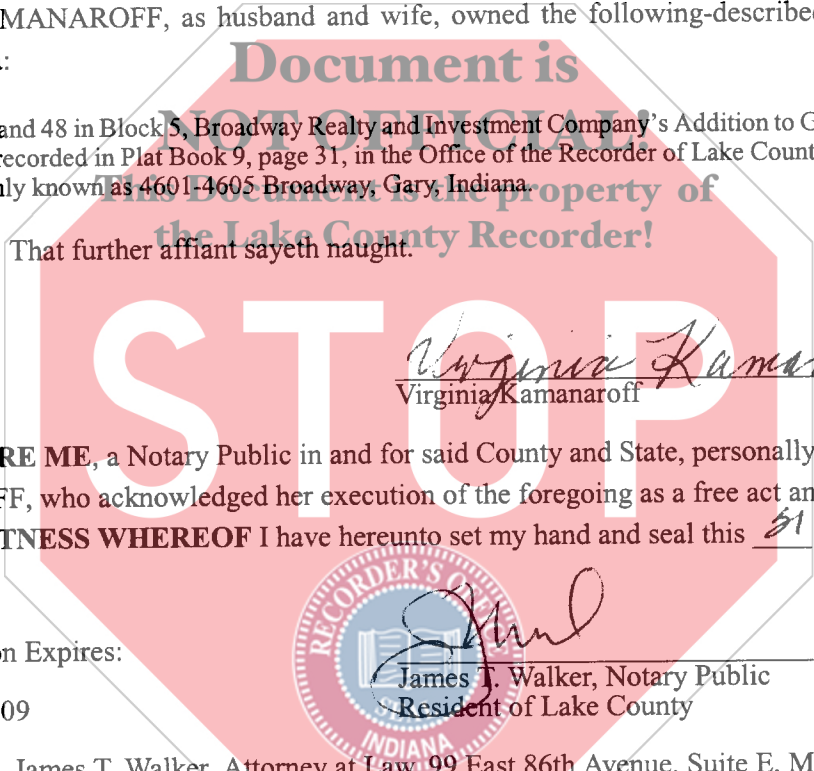 MANAROFF, as husband and wife, owned the following-described
:
Document is
NOT OFFICIAL!
and 48 in Block 5, Broadway Realty and Investment Company's Addition to G
recorded in Plat Book 9, page 31, in the Office of the Recorder of Lake Count
nly known as 4601-4605 Broadway, Gary, Indiana.
This Document is the property of
the Lake County Recorder!
That further affiant sayeth naught.
STOP
Virginia Kamanaroff
RE ME, a Notary Public in and for said County and State, personally
FF, who acknowledged her execution of the foregoing as a free act an
TNESS WHEREOF I have hereunto set my hand and seal this 31
RECORDER'S OFFICE
SEAL
INDIANA
n Expires:
James T. Walker, Notary Public
09
Resident of Lake County
James T. Walker, Attorney at Law, 99 East 86th Avenue, Suite E, M